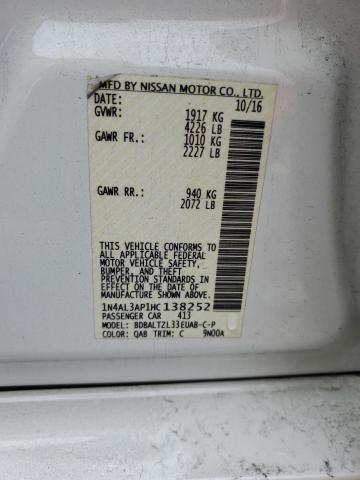 MFD BY NISSAN MOTOR CO., LTD.
DATE: 10/16
GVWR: 1917 KG
4226 LB
GAWR FR.: 1010 KG
2227 LB
GAWR RR.: 940 KG
2072 LB
THIS VEHICLE CONFORMS TO
ALL APPLICABLE FEDERAL
MOTOR VEHICLE SAFETY,
BUMPER, AND THEFT
PREVENTION STANDARDS IN
EFFECT ON THE DATE OF
MANUFACTURE SHOWN ABOVE.
1N4AL3AP1HC138252
PASSENGER CAR 413
MODEL: BDBALTZL33EUAB-C-P
COLOR: QAB TRIM: C 9N00A